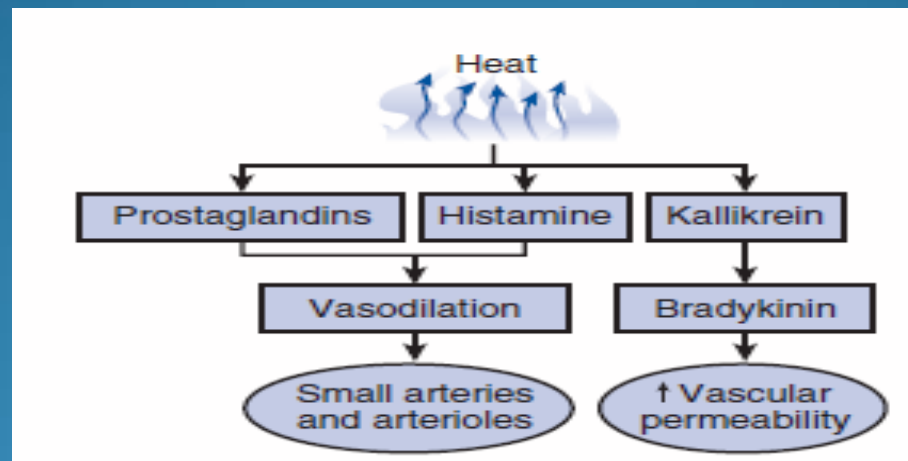 Heat
Prostaglandins
Histamine
Kallikrein
Vasodilation
Bradykinin
Small arteries
and arterioles
↑ Vascular
permeability